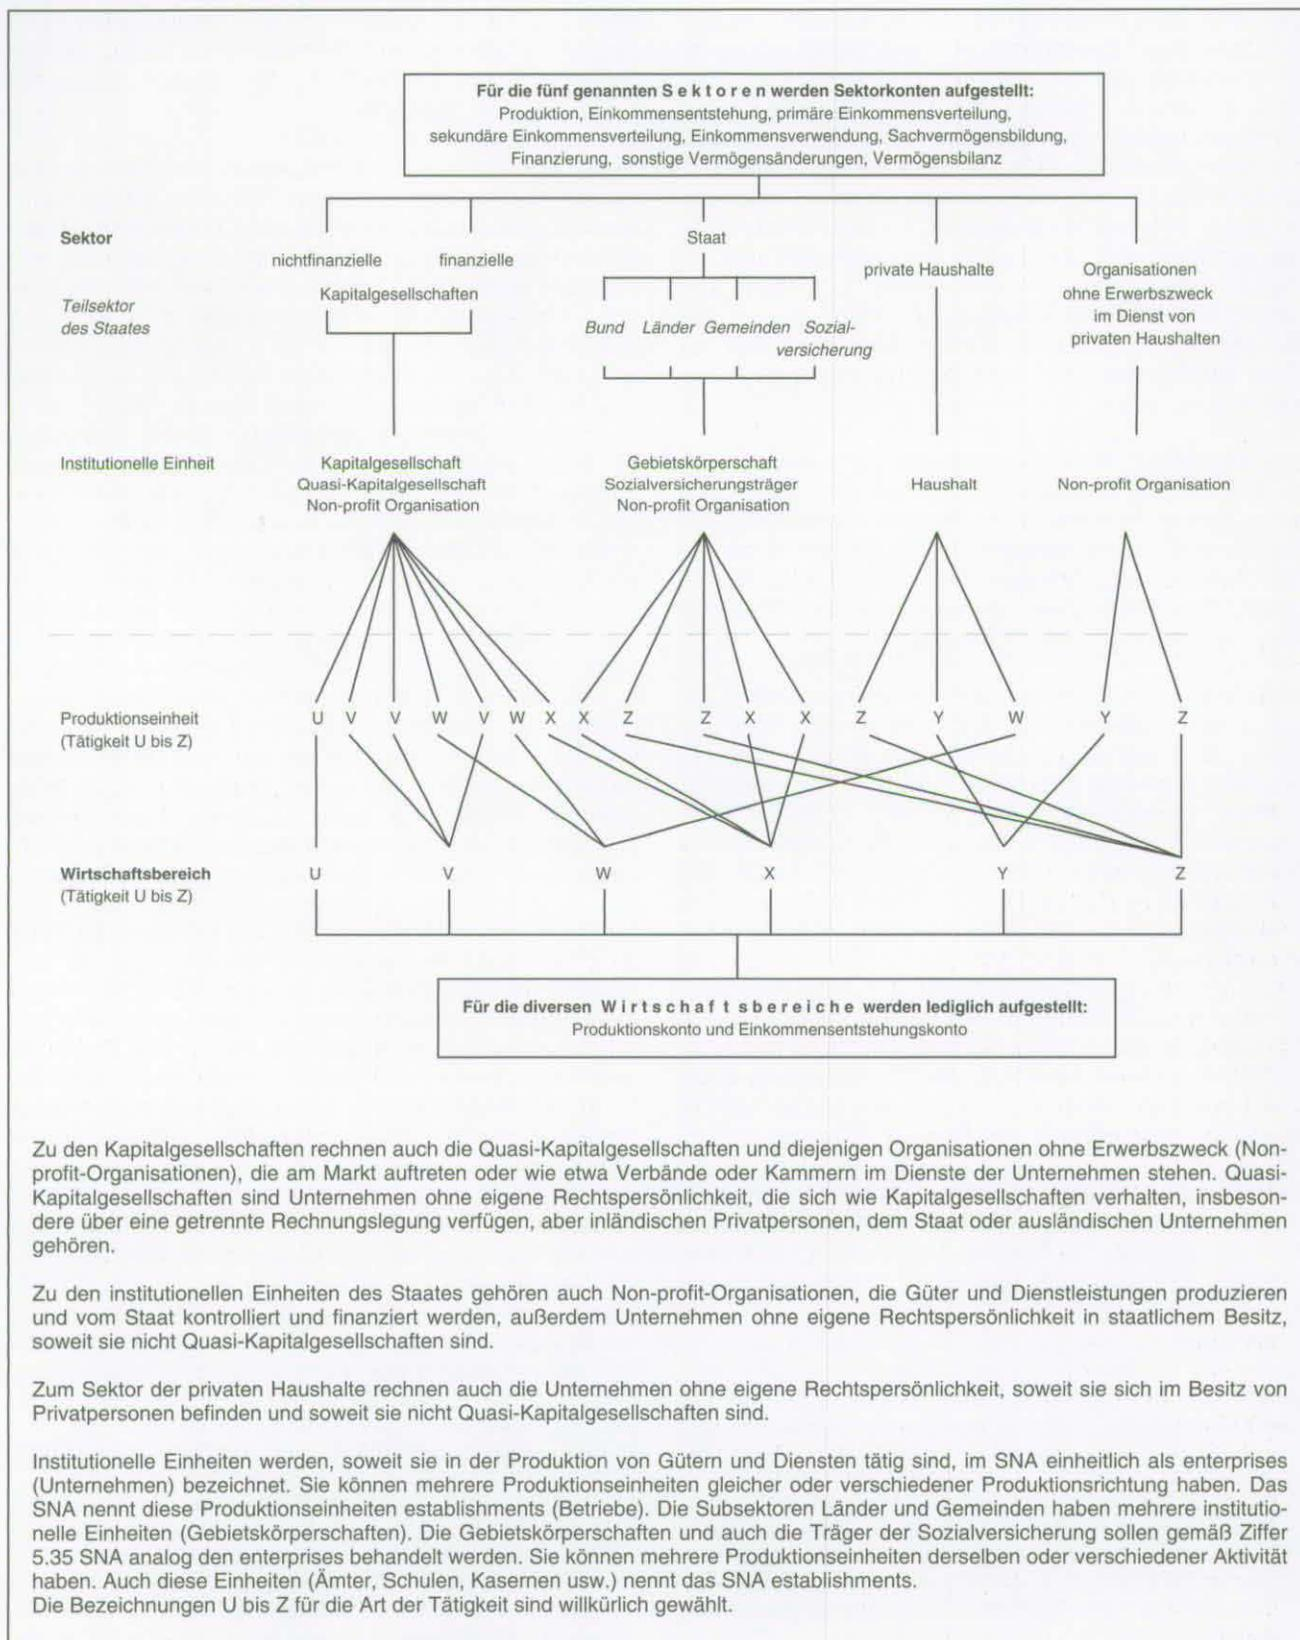 Für die fünf genannten S e k t o r e n werden Sektorkonten aufgestellt:
Produktion, Einkommensentstehung, primäre Einkommensverteilung,
sekundäre Einkommensverteilung, Einkommensverwendung, Sachvermögensbildung,
Finanzierung, sonstige Vermögensänderungen, Vermögensbilanz
Sektor
Staat
nichtfinanzielle finanzielle
private Haushalte
Kapitalgesellschaften
Organisationen
ohne Erwerbszweck
im Dienst von
privaten Haushalten
Teilsektor
des Staates
Bund Länder Gemeinden Sozial-
versicherung
Institutionelle Einheit
Kapitalgesellschaft
Quasi-Kapitalgesellschaft
Non-profit Organisation
Gebietskörperschaft
Sozialversicherungsträger
Non-profit Organisation
Haushalt
Non-profit Organisation
Produktionseinheit
(Tätigkeit U bis Z)
U V V W V W X X Z Z X X Z Y W Y Z
Wirtschaftsbereich
(Tätigkeit U bis Z)
U V W X Y Z
Für die diversen W i r t s c h a f t s b e r e i c h e werden lediglich aufgestellt:
Produktionskonto und Einkommensentstehungskonto
Zu den Kapitalgesellschaften rechnen auch die Quasi-Kapitalgesellschaften und diejenigen Organisationen ohne Erwerbszweck (Non-
profit-Organisationen), die am Markt auftreten oder wie etwa Verbände oder Kammern im Dienste der Unternehmen stehen. Quasi-
Kapitalgesellschaften sind Unternehmen ohne eigene Rechtspersönlichkeit, die sich wie Kapitalgesellschaften verhalten, insbeson-
dere über eine getrennte Rechnungslegung verfügen, aber inländischen Privatpersonen, dem Staat oder ausländischen Unternehmen
gehören.
Zu den institutionellen Einheiten des Staates gehören auch Non-profit-Organisationen, die Güter und Dienstleistungen produzieren
und vom Staat kontrolliert und finanziert werden, außerdem Unternehmen ohne eigene Rechtspersönlichkeit in staatlichem Besitz,
soweit sie nicht Quasi-Kapitalgesellschaften sind.
Zum Sektor der privaten Haushalte rechnen auch die Unternehmen ohne eigene Rechtspersönlichkeit, soweit sie sich im Besitz von
Privatpersonen befinden und soweit sie nicht Quasi-Kapitalgesellschaften sind.
Institutionelle Einheiten werden, soweit sie in der Produktion von Gütern und Diensten tätig sind, im SNA einheitlich als enterprises
(Unternehmen) bezeichnet. Sie können mehrere Produktionseinheiten gleicher oder verschiedener Produktionsrichtung haben. Das
SNA nennt diese Produktionseinheiten establishments (Betriebe). Die Subsektoren Länder und Gemeinden haben mehrere institutio-
nelle Einheiten (Gebietskörperschaften). Die Gebietskörperschaften und auch die Träger der Sozialversicherung sollen gemäß Ziffer
5.35 SNA analog den enterprises behandelt werden. Sie können mehrere Produktionseinheiten derselben oder verschiedener Aktivität
haben. Auch diese Einheiten (Ämter, Schulen, Kasernen usw.) nennt das SNA establishments.
Die Bezeichnungen U bis Z für die Art der Tätigkeit sind willkürlich gewählt.